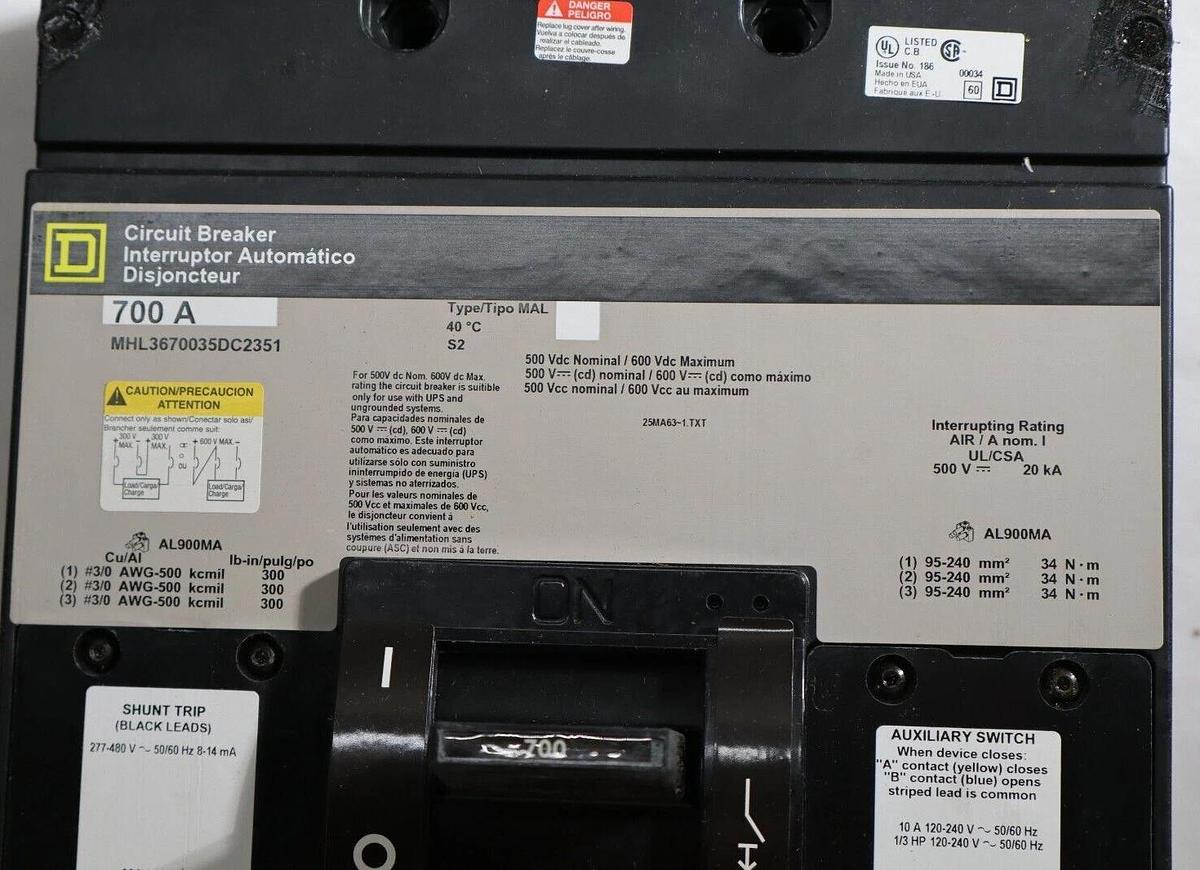 DANGER
PELIGRO
Replace lug cover after wiring.
Vuelva a colocar después de
realizar el cableado.
Replacez le couvre-cosse
après le câblage.
UL LISTED
C.B
Issue No. 186
Made in USA 00034
Hecho en EUA
Fabrique aux E-U 60
Circuit Breaker
Interruptor Automático
Disjoncteur
700 A
MHL3670035DC2351
Type/Tipo MAL
40 °C
S2
500 Vdc Nominal / 600 Vdc Maximum
500 V⎓ (cd) nominal / 600 V⎓ (cd) como máximo
500 Vcc nominal / 600 Vcc au maximum
25MA63~1.TXT
For 500V dc Nom. 600V dc Max.
rating the circuit breaker is suitible
only for use with UPS and
ungrounded systems.
Para capacidades nominales de
500 V⎓ (cd), 600 V⎓ (cd)
como máximo. Este interruptor
automático es adecuado para
utilizarse sólo con suministro
ininterrumpido de energía (UPS)
y sistemas no aterrizados.
Pour les valeurs nominales de
500 Vcc et maximales de 600 Vcc,
le disjoncteur convient à
l'utilisation seulement avec des
systèmes d'alimentation sans
coupure (ASC) et non mis à la terre.
CAUTION/PRECAUCION
ATTENTION
Connect only as shown/Conectar solo asi/
Brancher seulement comme suit:
+ 300 V - MAX. + 300 V - MAX. + 600 V MAX. -
Load/Carga/
Charge
Load/Carga/
Charge
AL900MA
Cu/Al lb-in/pulg/po
(1) #3/0 AWG-500 kcmil 300
(2) #3/0 AWG-500 kcmil 300
(3) #3/0 AWG-500 kcmil 300
Interrupting Rating
AIR / A nom. I
UL/CSA
500 V⎓ 20 kA
AL900MA
(1) 95-240 mm² 34 N·m
(2) 95-240 mm² 34 N·m
(3) 95-240 mm² 34 N·m
ON
I
700
O
SHUNT TRIP
(BLACK LEADS)
277-480 V ~ 50/60 Hz 8-14 mA
AUXILIARY SWITCH
When device closes:
"A" contact (yellow) closes
"B" contact (blue) opens
striped lead is common
10 A 120-240 V ~ 50/60 Hz
1/3 HP 120-240 V ~ 50/60 Hz